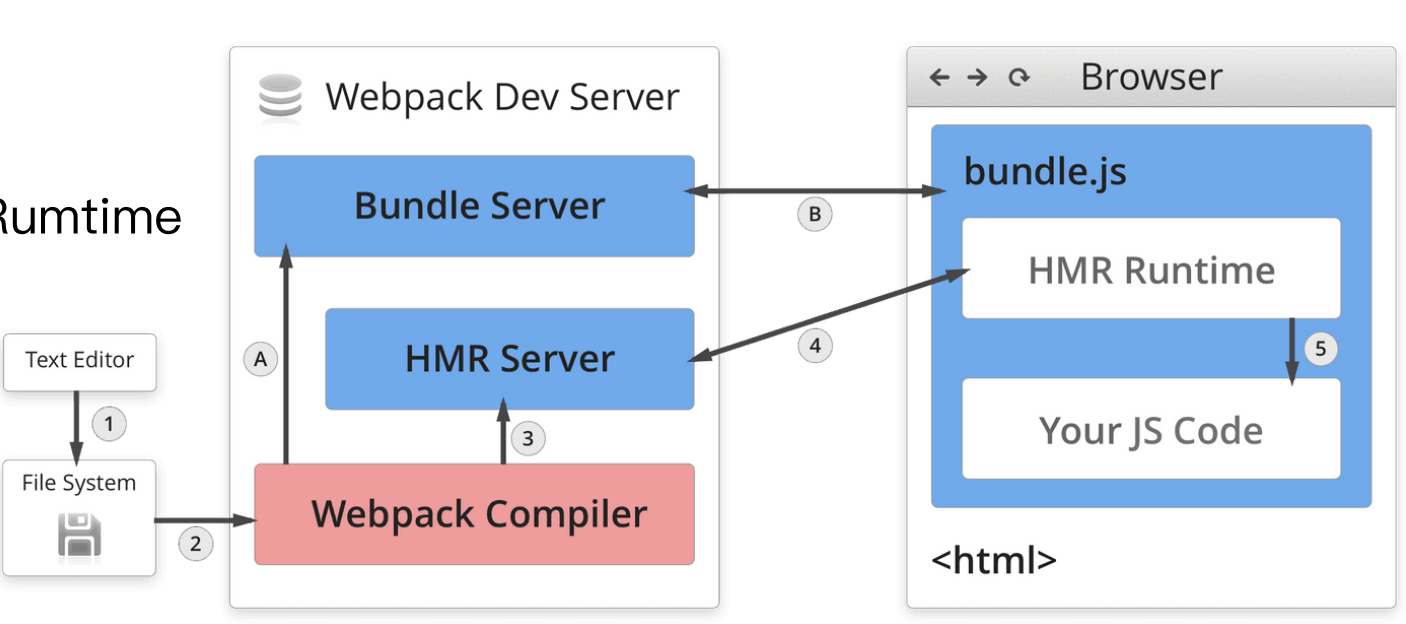 Webpack Dev Server
Browser
bundle.js
Bundle Server
B
Rumtime
HMR Runtime
4
HMR Server
A
Text Editor
5
1
3
Your JS Code
File System
Webpack Compiler
2
<html>